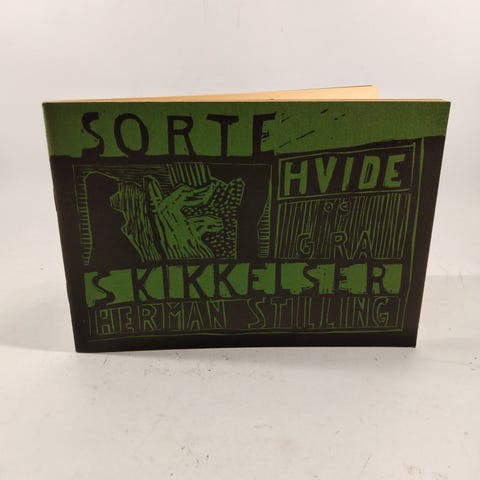 SORTE
HVIDE
OG
GRA
SKIKKELSER
HERMAN STILLING